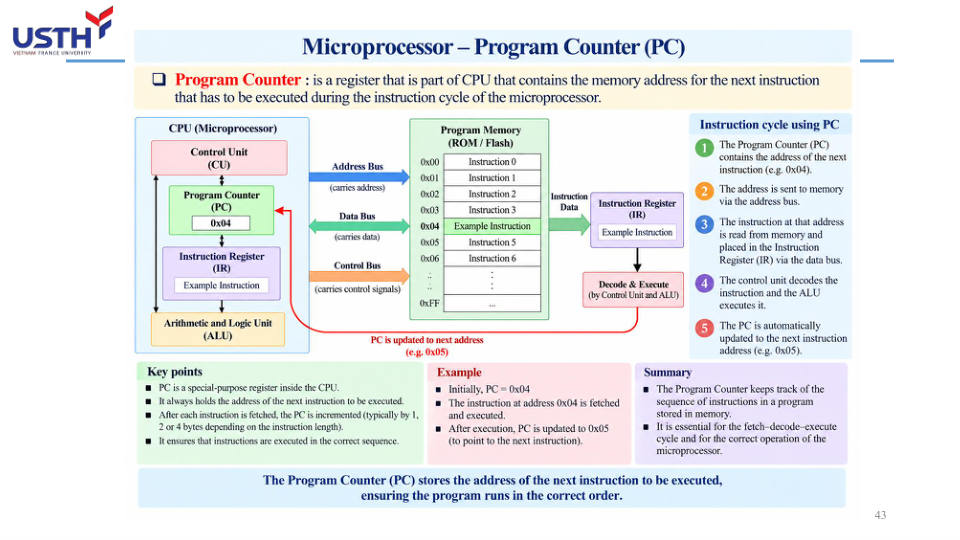 USTH
VIETNAM FRANCE UNIVERSITY
Microprocessor – Program Counter (PC)
❑ Program Counter : is a register that is part of CPU that contains the memory address for the next instruction
that has to be executed during the instruction cycle of the microprocessor.
CPU (Microprocessor)
Control Unit
(CU)
Program Counter
(PC)
0x04
Instruction Register
(IR)
Example Instruction
Arithmetic and Logic Unit
(ALU)
Address Bus
(carries address)
Data Bus
(carries data)
Control Bus
(carries control signals)
Program Memory
(ROM / Flash)
0x00 Instruction 0
0x01 Instruction 1
0x02 Instruction 2
0x03 Instruction 3
0x04 Example Instruction
0x05 Instruction 5
0x06 Instruction 6
.. :
.. :
0xFF ...
Instruction
Data
Instruction Register
(IR)
Example Instruction
Decode & Execute
(by Control Unit and ALU)
PC is updated to next address
(e.g. 0x05)
Instruction cycle using PC
1 The Program Counter (PC)
contains the address of the next
instruction (e.g. 0x04).
2 The address is sent to memory
via the address bus.
3 The instruction at that address
is read from memory and
placed in the Instruction
Register (IR) via the data bus.
4 The control unit decodes the
instruction and the ALU
executes it.
5 The PC is automatically
updated to the next instruction
address (e.g. 0x05).
Key points
■ PC is a special-purpose register inside the CPU.
■ It always holds the address of the next instruction to be executed.
■ After each instruction is fetched, the PC is incremented (typically by 1,
2 or 4 bytes depending on the instruction length).
■ It ensures that instructions are executed in the correct sequence.
Example
■ Initially, PC = 0x04
■ The instruction at address 0x04 is fetched
and executed.
■ After execution, PC is updated to 0x05
(to point to the next instruction).
Summary
■ The Program Counter keeps track of the
sequence of instructions in a program
stored in memory.
■ It is essential for the fetch–decode–execute
cycle and for the correct operation of the
microprocessor.
The Program Counter (PC) stores the address of the next instruction to be executed,
ensuring the program runs in the correct order.
43